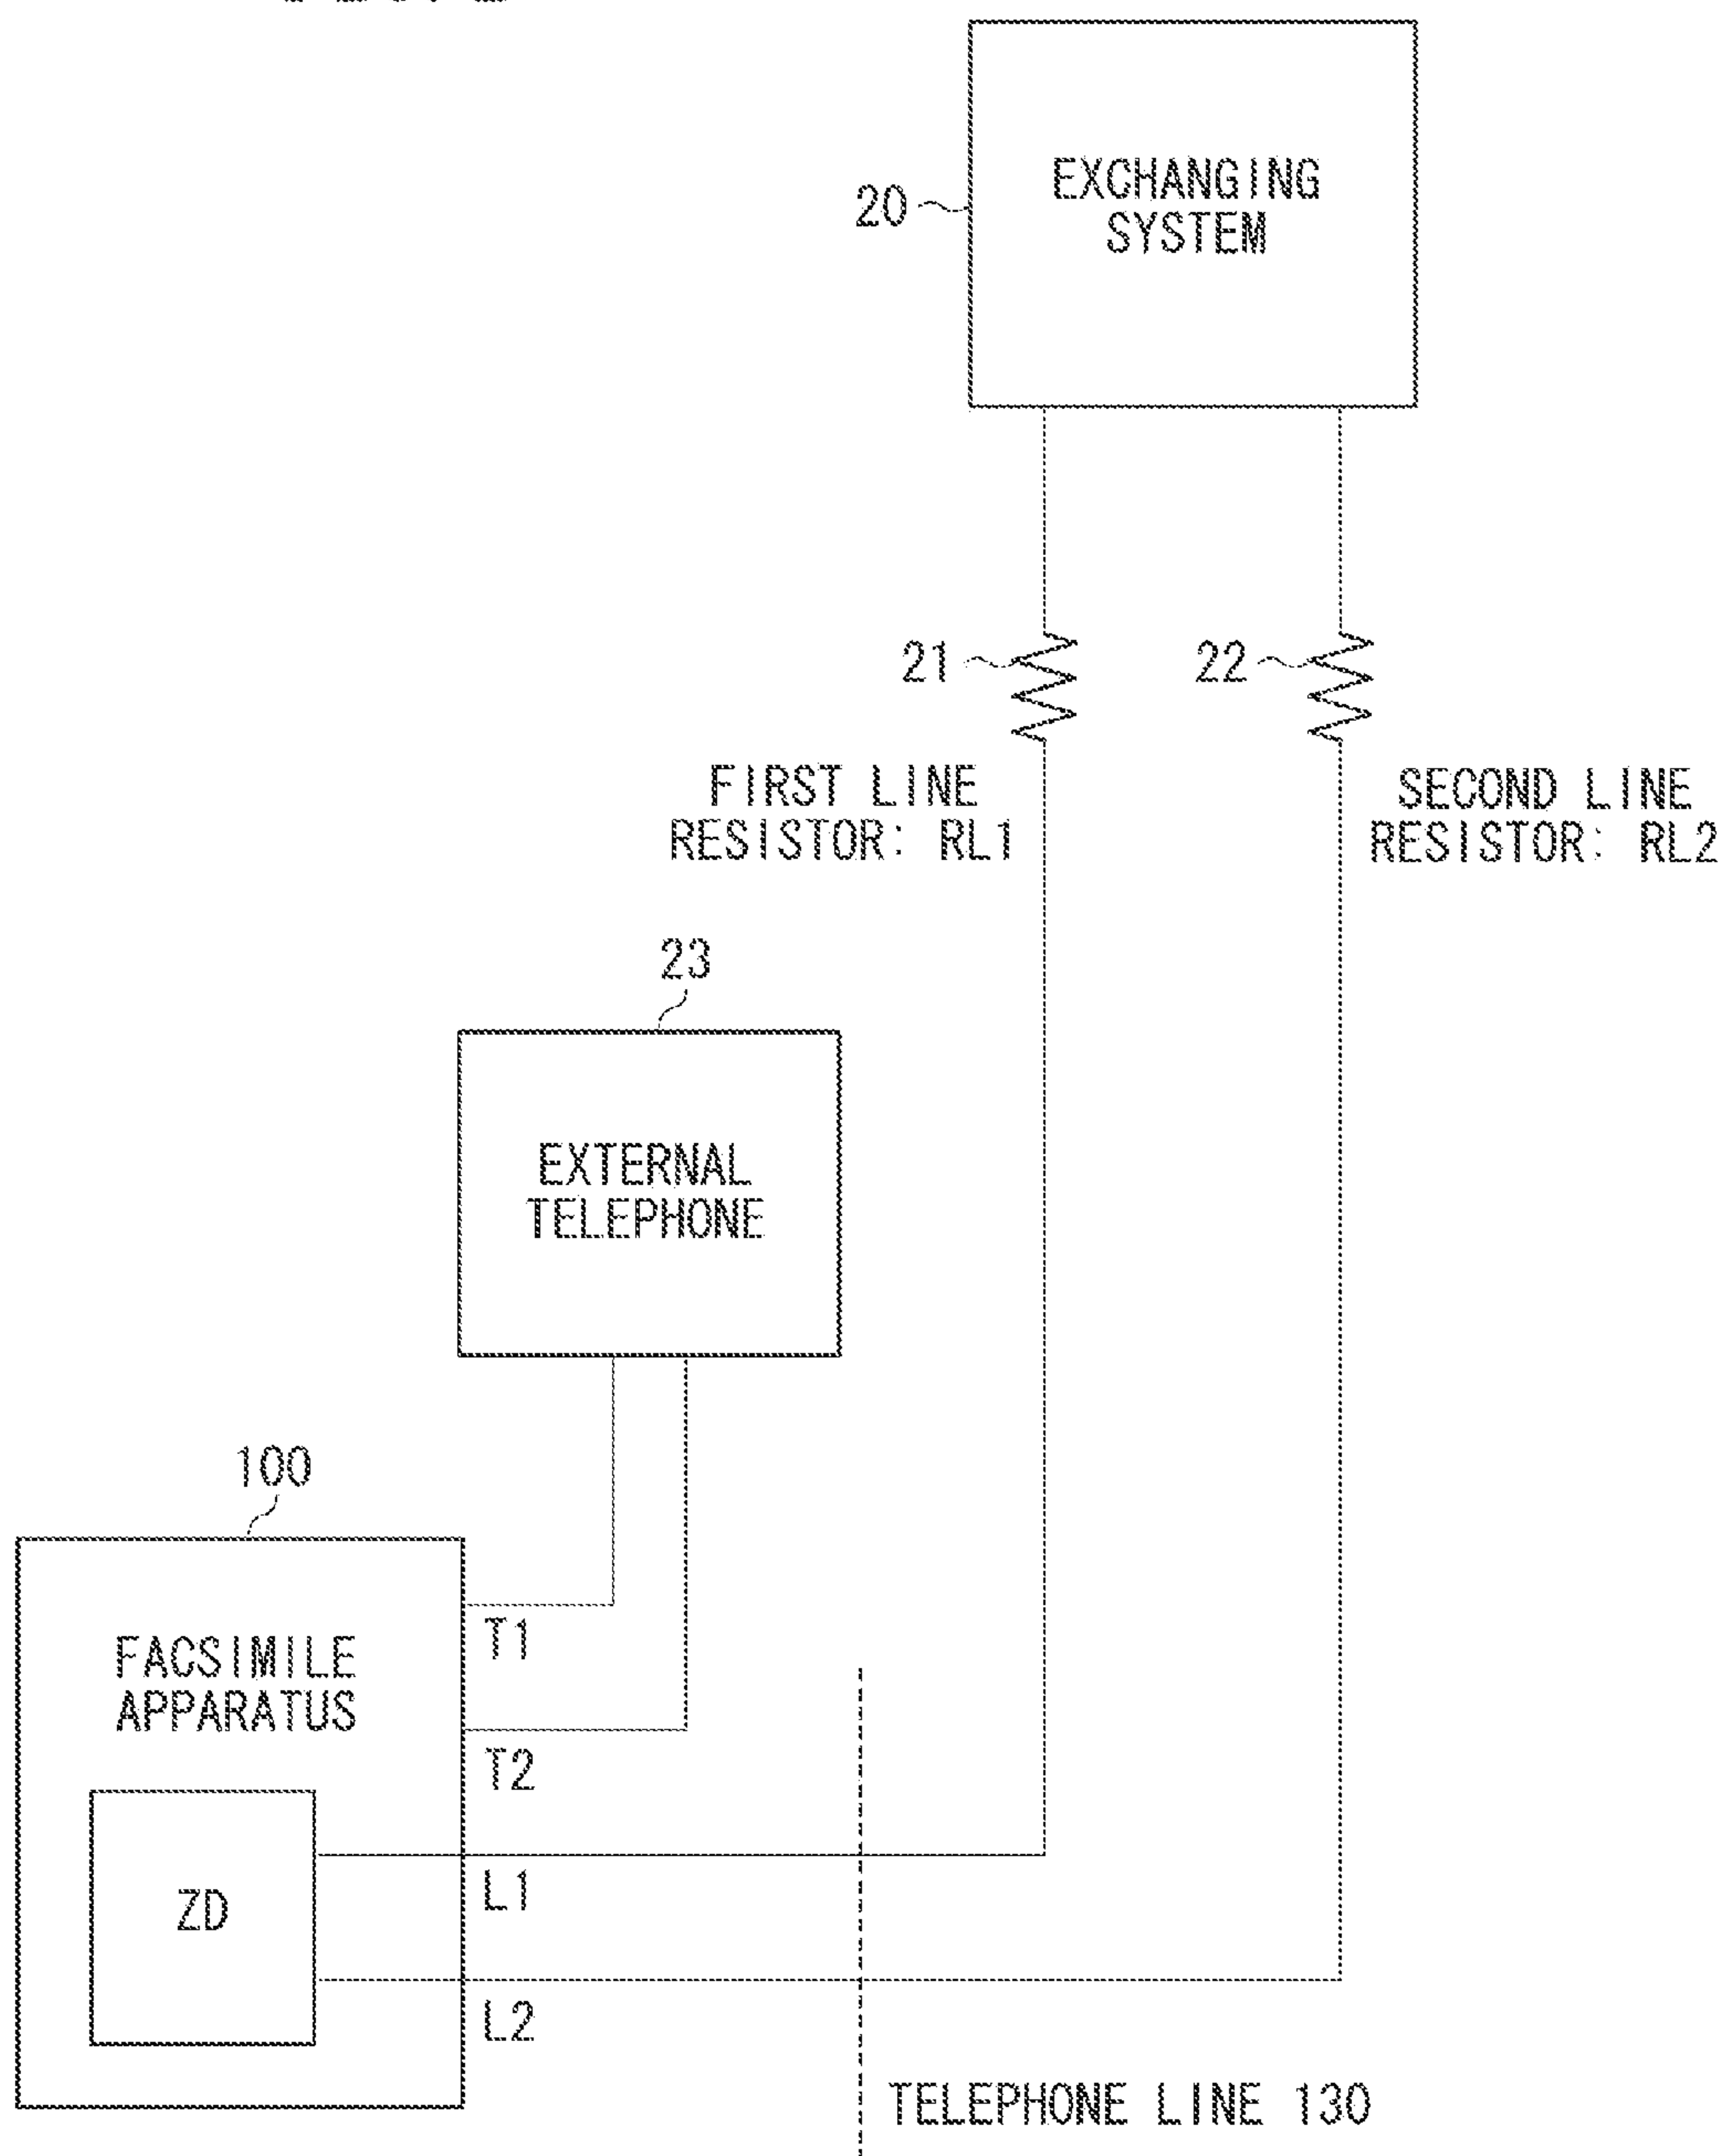 EXCHANGING
SYSTEM
20
21
22
FIRST LINE
RESISTOR: RL1
SECOND LINE
RESISTOR: RL2
23
EXTERNAL
TELEPHONE
100
FACSIMILE
APPARATUS
T1
T2
L1
ZD
L2
TELEPHONE LINE 130